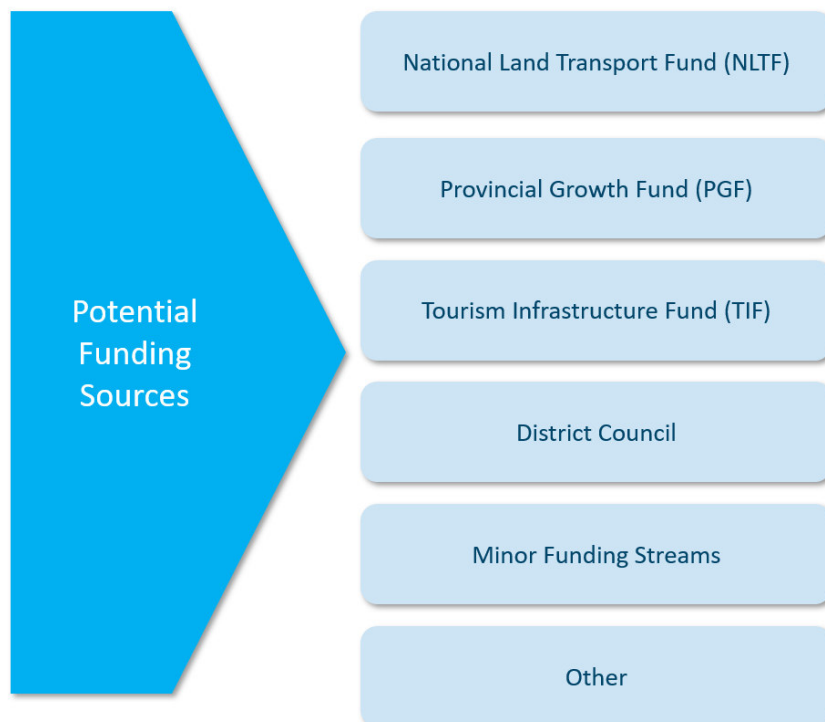 Potential
Funding
Sources
National Land Transport Fund (NLTF)
Provincial Growth Fund (PGF)
Tourism Infrastructure Fund (TIF)
District Council
Minor Funding Streams
Other